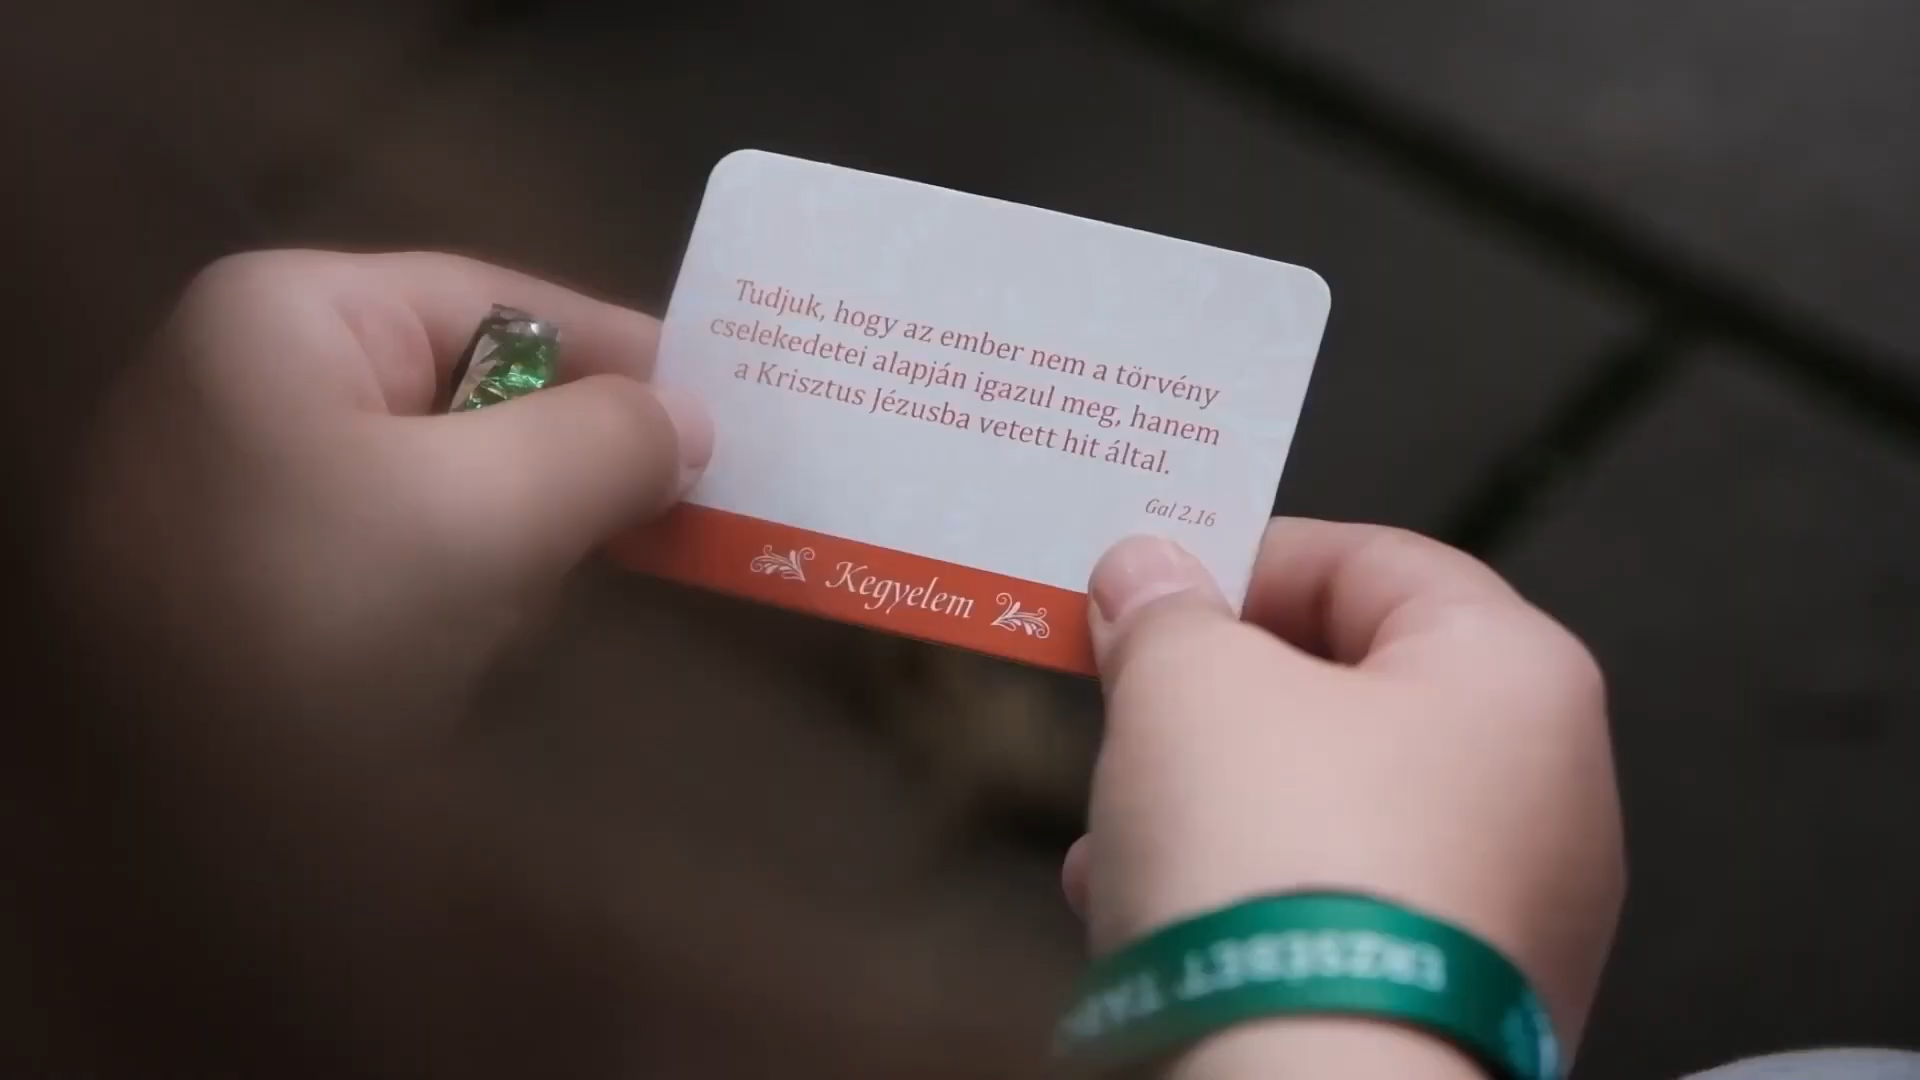 Tudjuk, hogy az ember nem a törvény
cselekedetei alapján igazul meg, hanem
a Krisztus Jézusba vetett hit által.
Gal 2,16
Kegyelem
ERZSÉBET